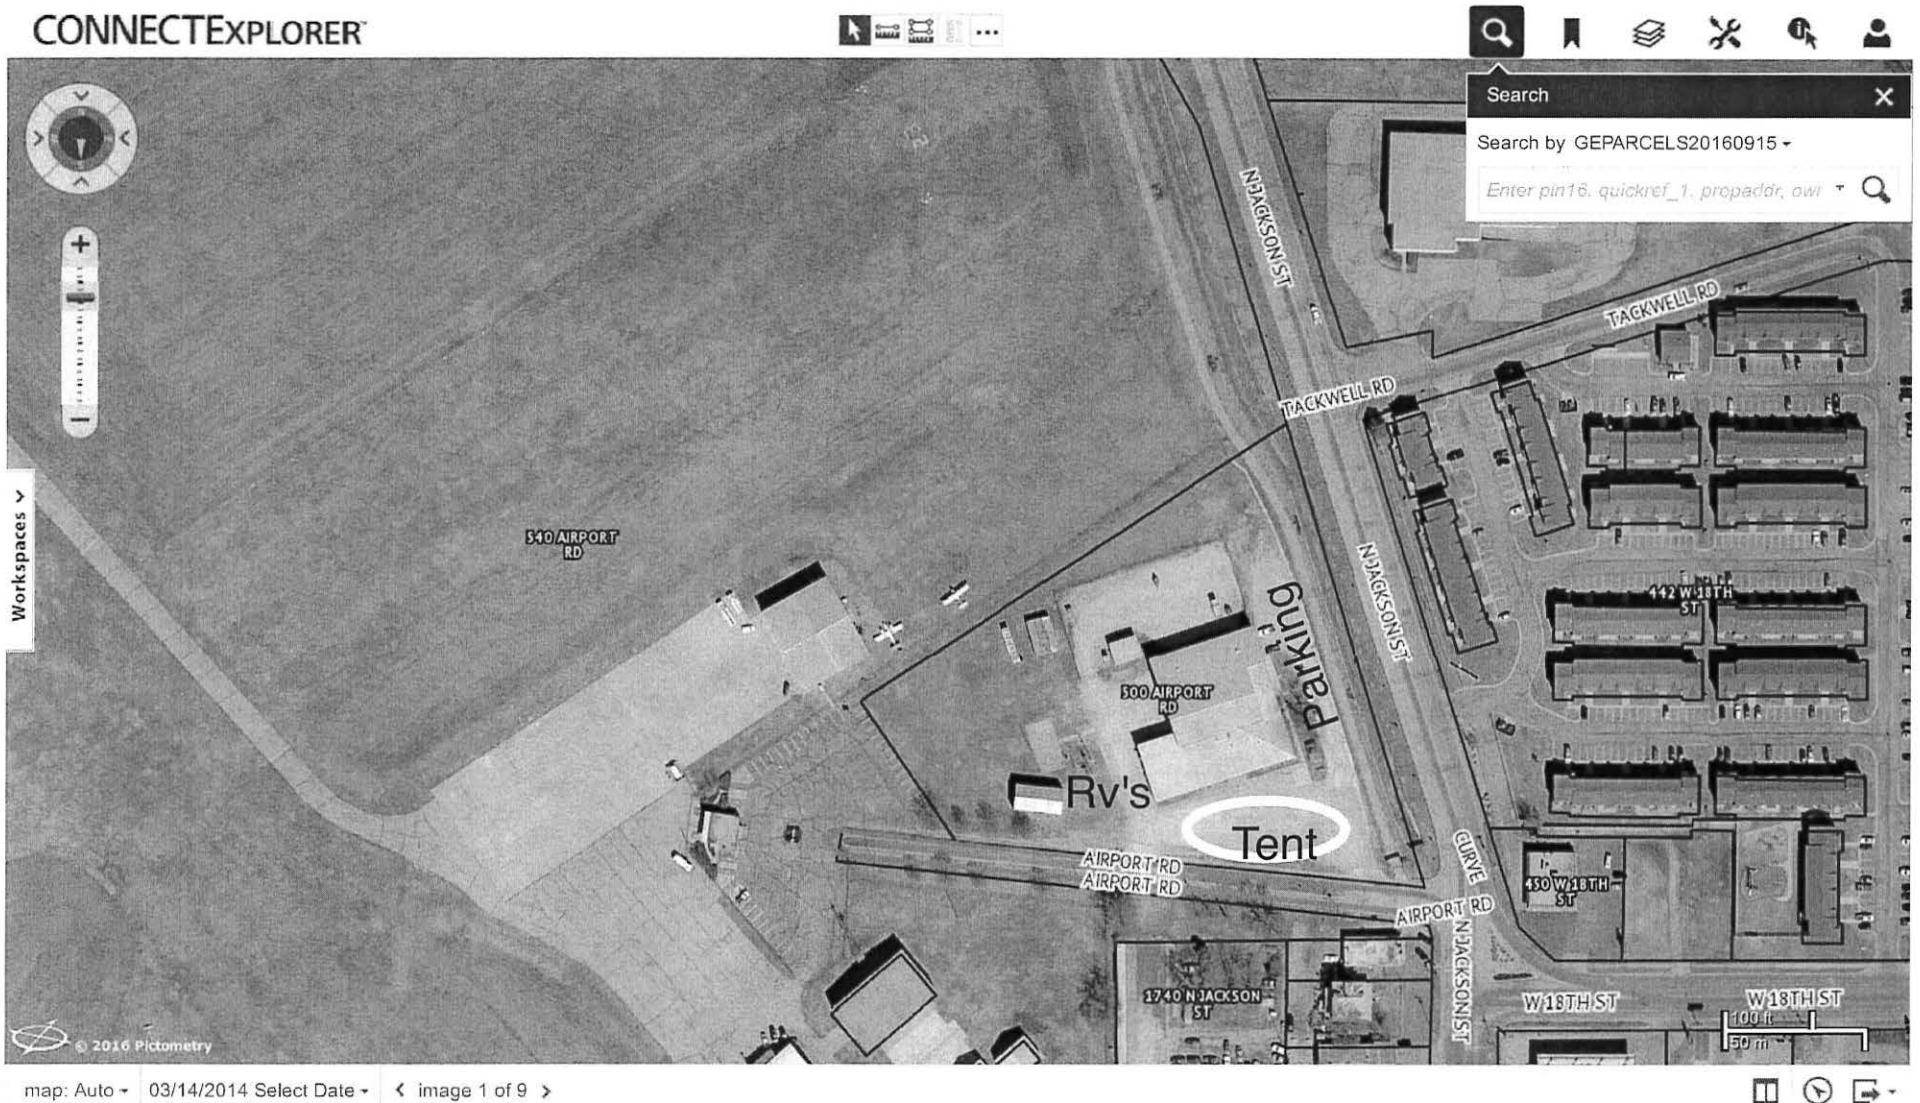 CONNECTEXPLORER™
Search
Search by GEPARCELS20160915
Enter pin16, quickref_1, propaddr, owr
N JACKSON ST
TACKWELL RD
TACKWELL RD
Workspaces
540 AIRPORT
RD
N JACKSON ST
442 W 18TH
ST
Parking
500 AIRPORT
RD
Rv's
Tent
CURVE
AIRPORT RD
AIRPORT RD
450 W 18TH
ST
AIRPORT RD
N JACKSON ST
1740 N JACKSON
ST
W 18TH ST
W 18TH ST
100 ft
50 m
© 2016 Pictometry
map: Auto
03/14/2014 Select Date
image 1 of 9